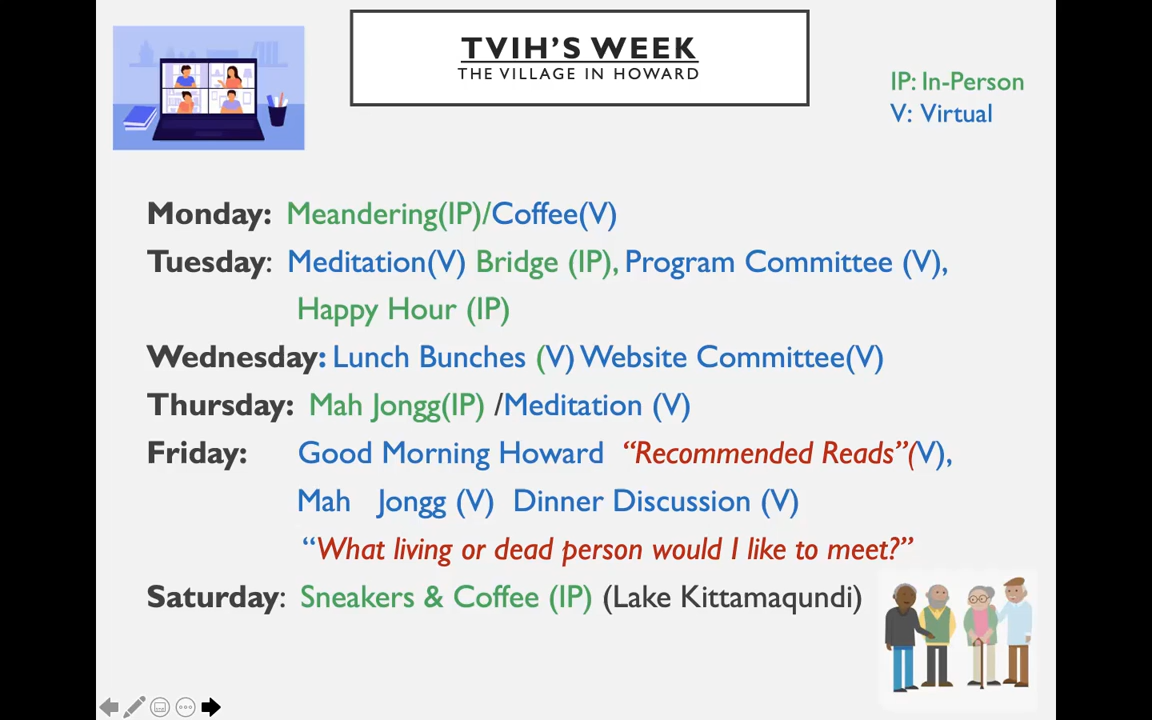 TVIH'S WEEK
THE VILLAGE IN HOWARD
IP: In-Person
V: Virtual
Monday: Meandering(IP)/Coffee(V)
Tuesday: Meditation(V) Bridge (IP), Program Committee (V),
Happy Hour (IP)
Wednesday: Lunch Bunches (V) Website Committee(V)
Thursday: Mah Jongg(IP) /Meditation (V)
Friday: Good Morning Howard “Recommended Reads”(V),
Mah Jongg (V) Dinner Discussion (V)
“What living or dead person would I like to meet?”
Saturday: Sneakers & Coffee (IP) (Lake Kittamaqundi)